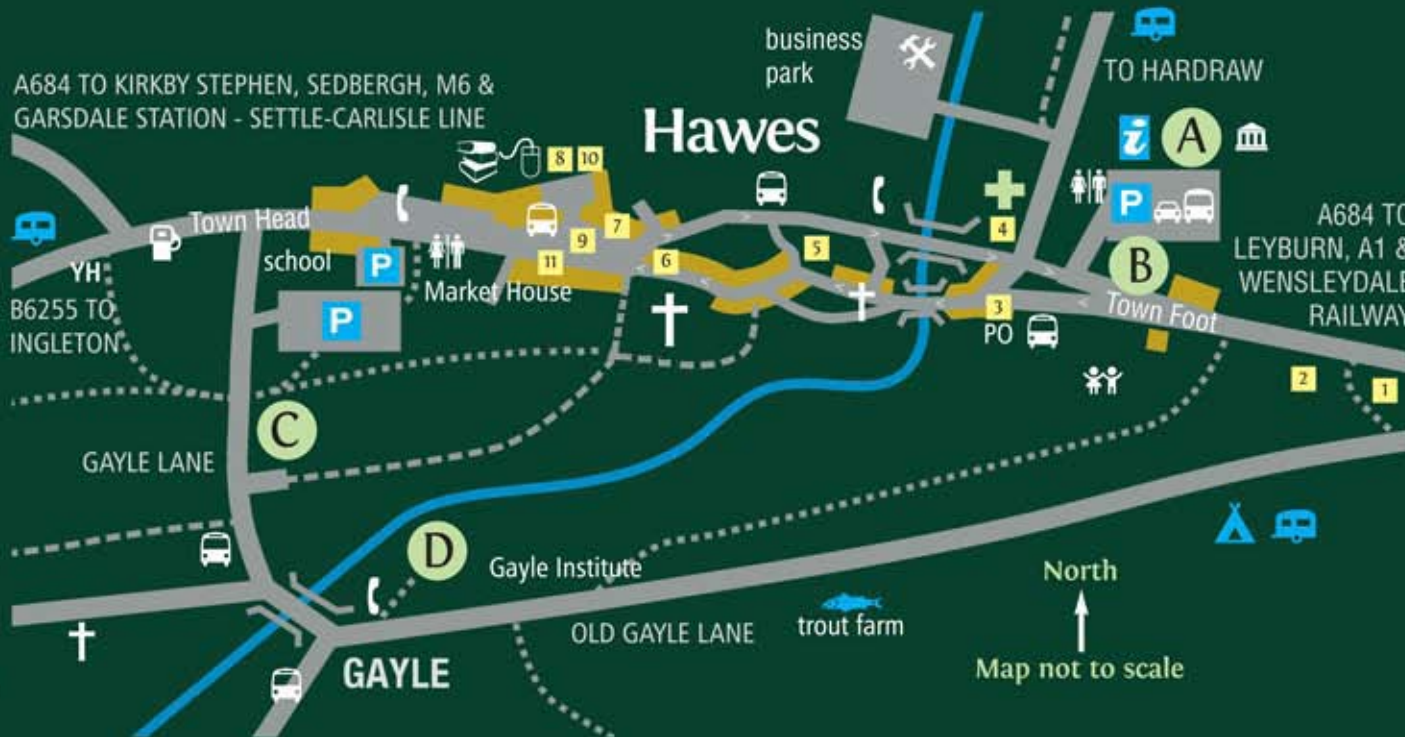 business
park
TO HARDRAW
A684 TO KIRKBY STEPHEN, SEDBERGH, M6 &
GARSDALE STATION - SETTLE-CARLISLE LINE
Hawes
i
A
8
10
P
A684 TO
LEYBURN, A1 &
WENSLEYDALE
RAILWAY
Town Head
7
4
9
5
B
school
P
11
6
Market House
YH
B6255 TO
INGLETON
P
3
PO
Town Foot
2
1
C
GAYLE LANE
D
Gayle Institute
North
OLD GAYLE LANE
trout farm
GAYLE
Map not to scale